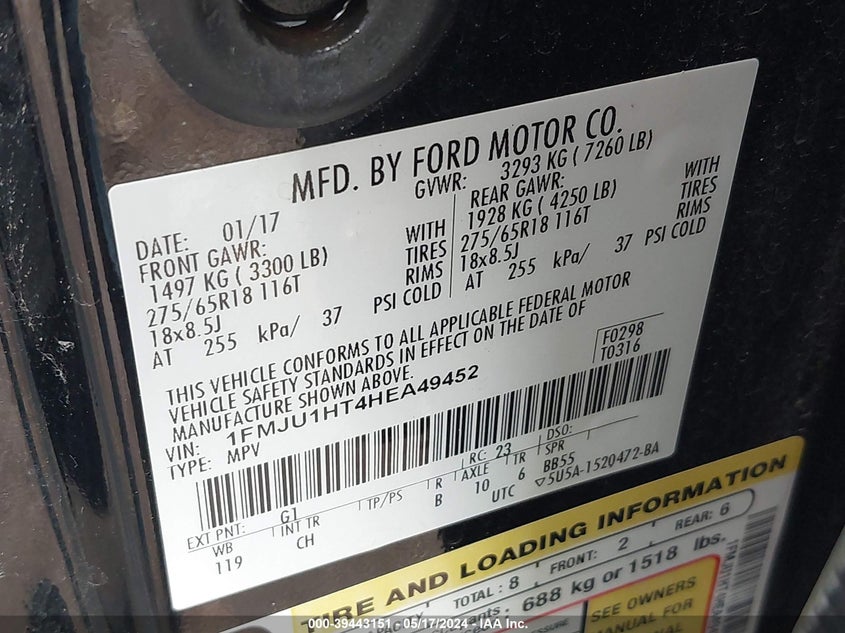 MFD. BY FORD MOTOR CO.
DATE: 01/17
GVWR: 3293 KG ( 7260 LB)
FRONT GAWR:
1497 KG ( 3300 LB) WITH
275/65R18 116T TIRES
18x8.5J RIMS
AT 255 kPa/ 37 PSI COLD
REAR GAWR:
1928 KG ( 4250 LB) WITH
275/65R18 116T TIRES
18x8.5J RIMS
AT 255 kPa/ 37 PSI COLD
THIS VEHICLE CONFORMS TO ALL APPLICABLE FEDERAL MOTOR
VEHICLE SAFETY STANDARDS IN EFFECT ON THE DATE OF
MANUFACTURE SHOWN ABOVE.
F0298
T0316
VIN: 1FMJU1HT4HEA49452
TYPE: MPV
EXT PNT: G1 RC: 23 DSO:
WB INT TR TP/PS R AXLE TR SPR
119 CH B 10 6 BB55
UTC ▽5U5A-1520472-BA
TIRE AND LOADING INFORMATION
CAPACITY TOTAL: 8 FRONT: 2 REAR: 6
688 kg or 1518 lbs.
SEE OWNERS
MANUAL FOR
000-39443151 - 05/17/2024 - IAA, Inc.